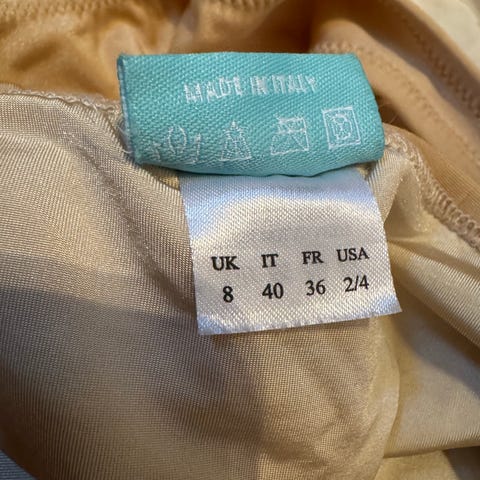 MADE IN ITALY
UK IT FR USA
8 40 36 2/4